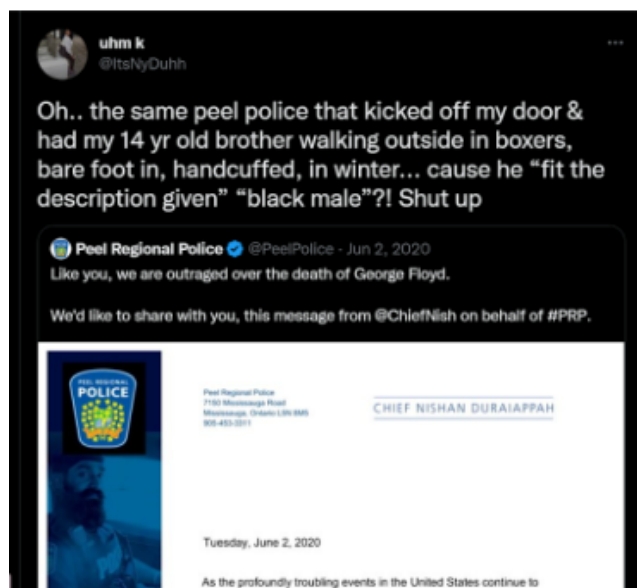 uhm k
@ItsNyDuhh
Oh.. the same peel police that kicked off my door &
had my 14 yr old brother walking outside in boxers,
bare foot in, handcuffed, in winter... cause he “fit the
description given” “black male”?! Shut up
Peel Regional Police @PeelPolice - Jun 2, 2020
Like you, we are outraged over the death of George Floyd.
We'd like to share with you, this message from @ChiefNish on behalf of #PRP.
PEEL REGIONAL
POLICE
Peel Regional Police
7150 Mississauga Road
Mississauga, Ontario L5N 8M5
905-453-3311
CHIEF NISHAN DURAIAPPAH
Tuesday, June 2, 2020
As the profoundly troubling events in the United States continue to